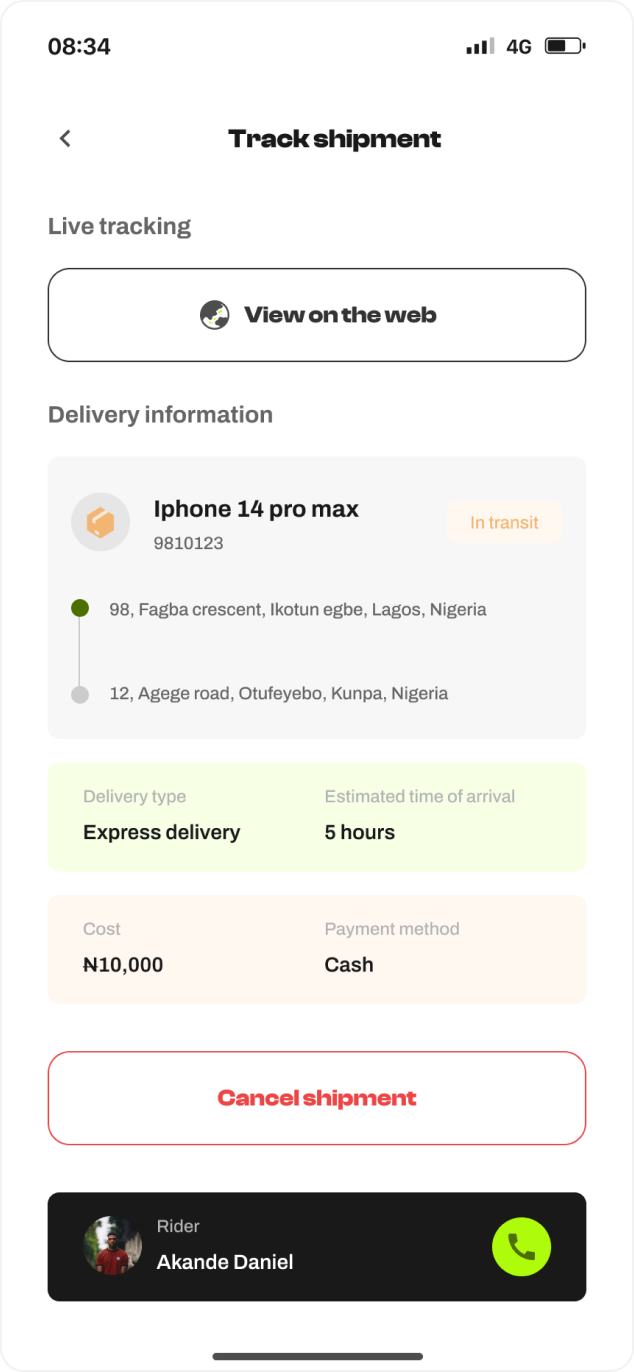 08:34 4G
Track shipment
Live tracking
View on the web
Delivery information
Iphone 14 pro max
In transit
9810123
98, Fagba crescent, Ikotun egbe, Lagos, Nigeria
12, Agege road, Otufeyebo, Kunpa, Nigeria
Delivery type Estimated time of arrival
Express delivery 5 hours
Cost Payment method
₦10,000 Cash
Cancel shipment
Rider
Akande Daniel